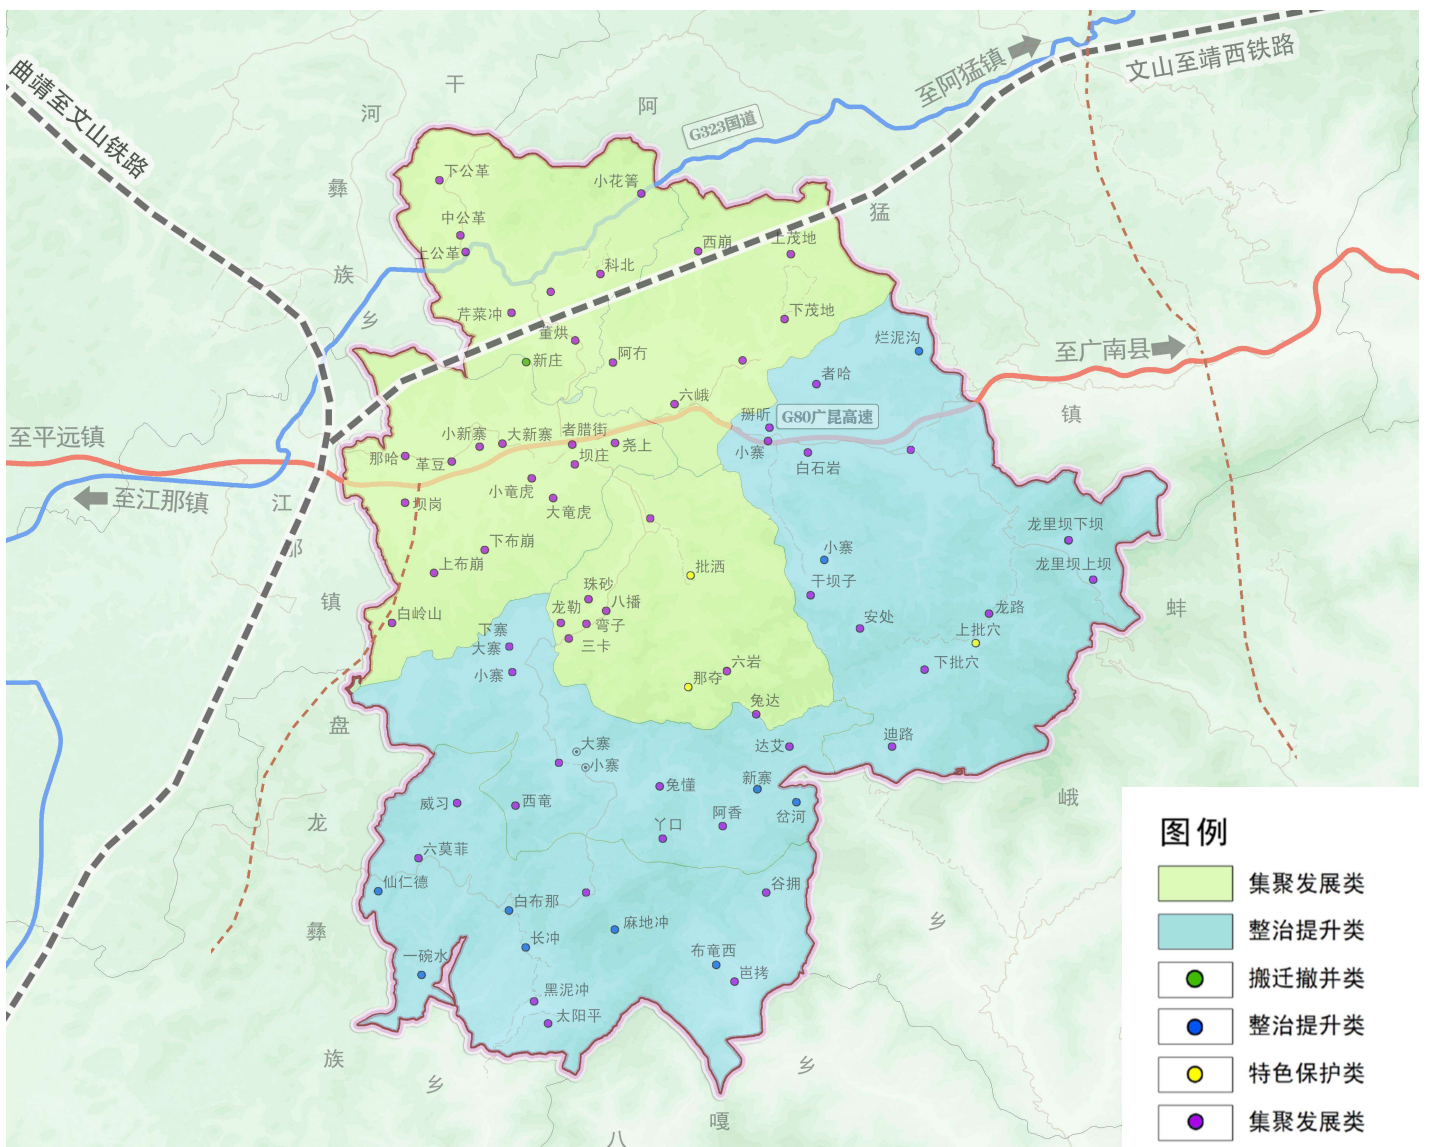 曲靖至文山铁路
文山至靖西铁路
至阿猛镇
G323国道
干
河
彝
族
乡
阿
猛
镇
下公革
小花箐
中公革
上公革
西崩
上茂地
科北
芹菜冲
下茂地
董烘
新庄
阿冇
烂泥沟
者哈
至广南县
六峨
掰听
G80广昆高速
小寨
白石岩
至平远镇
至江那镇
小新寨
大新寨
者腊街
尧上
那哈
革豆
坝庄
小竜虎
大竜虎
坝岗
江
那
镇
下布崩
上布崩
白岭山
龙里坝下坝
龙里坝上坝
小寨
干坝子
批洒
珠砂
八播
龙勒
弯子
三卡
安处
龙路
上批穴
下批穴
蚌
峨
乡
下寨
大寨
小寨
六岩
那夺
兔达
达艾
迪路
盘
龙
彝
族
乡
大寨
小寨
兔懂
新寨
岔河
威习
西竜
阿香
丫口
六莫菲
仙仁德
谷拥
白布那
麻地冲
长冲
一碗水
布竜西
岜拷
黑泥冲
太阳平
八
嘎
乡
图例
集聚发展类
整治提升类
搬迁撤并类
整治提升类
特色保护类
集聚发展类